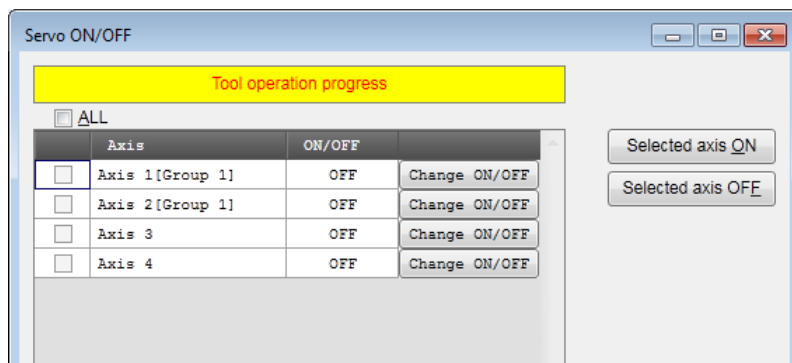 Servo ON/OFF
Tool operation progress
ALL
Axis ON/OFF
Axis 1[Group 1] OFF Change ON/OFF
Axis 2[Group 1] OFF Change ON/OFF
Axis 3 OFF Change ON/OFF
Axis 4 OFF Change ON/OFF
Selected axis ON
Selected axis OFF